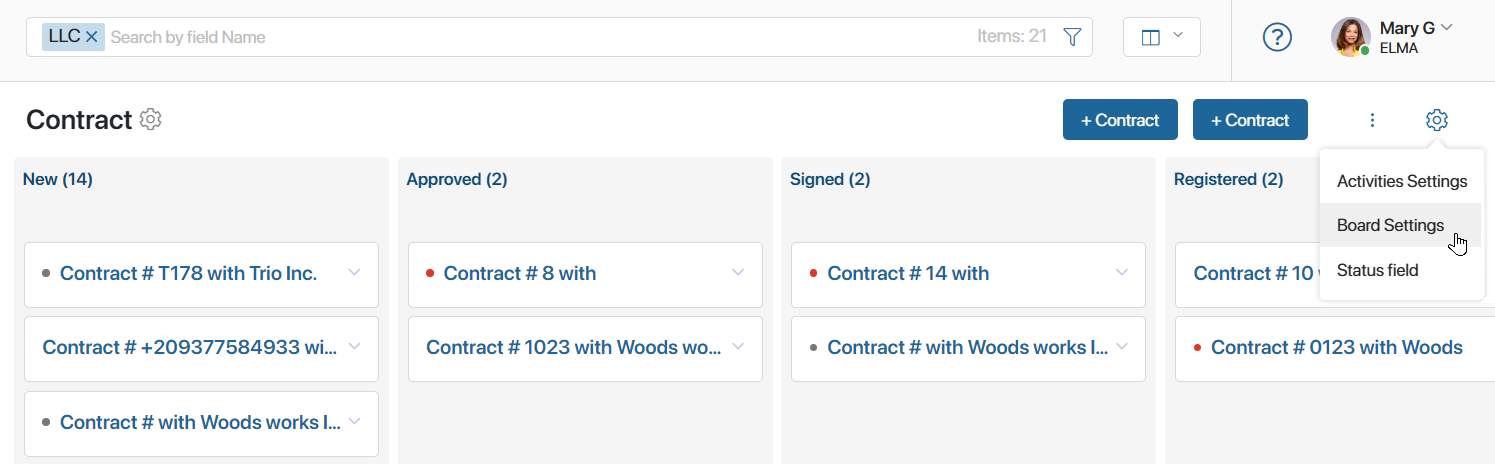 LLC Search by field Name Items: 21
Mary G
ELMA
Contract + Contract + Contract
Activities Settings
Board Settings
Status field
New (14) Approved (2) Signed (2) Registered (2)
Contract # T178 with Trio Inc. Contract # 8 with Contract # 14 with Contract # 10
Contract # +209377584933 wi... Contract # 1023 with Woods wo... Contract # with Woods works I... Contract # 0123 with Woods
Contract # with Woods works I...